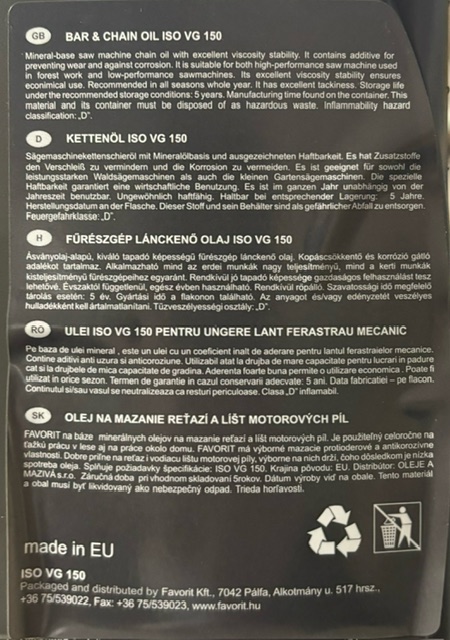 GB BAR & CHAIN OIL ISO VG 150
Mineral-base saw machine chain oil with excellent viscosity stability. It contains additive for
preventing wear and against corrosion. It is suitable for both high-performance saw machine used
in forest work and low-performance sawmachines. Its excellent viscosity stability ensures
economical use. Recommended in all seasons whole year. It has excellent tackiness. Storage life
under the recommended storage conditions: 5 years. Manufacturing time found on the container. This
material and its container must be disposed of as hazardous waste. Inflammability hazard
classification: „D”.
D KETTENÖL ISO VG 150
Sägemaschinekettenschieröl mit Mineralölbasis und ausgezeichneten Haftbarkeit. Es hat Zusatzstoffe
den Verschleiß zu vermindern und die Korrosion zu vermeiden. Es ist geeignet für sowohl die
leistungsstarken Waldsägemaschinen als auch die kleinen Gartensägemaschinen. Die spezielle
Haftbarkeit garantiert eine wirtschaftliche Benutzung. Es ist im ganzen Jahr unabhängig von der
Jahrszeit benutzbar. Ungewöhnlich haftfähig. Haltbar bei entsprechender Lagerung: 5 Jahre.
Herstellungsdatum an der Flasche. Dieser Stoff und sein Behälter sind als gefährlicher Abfall zu entsorgen.
Feuergefahrklasse: „D”.
H FŰRÉSZGÉP LÁNCKENŐ OLAJ ISO VG 150
Ásványolaj-alapú, kiváló tapadó képességű fűrészgép lánckenő olaj. Kopáscsökkentő és korrózió gálló
adalékot tartalmaz. Alkalmazható mind az erdei munkák nagy teljesítményű, mind a kerti munkák
kisteljesítményű fűrészgépeihez egyaránt. Rendkívül jó tapadó képessége gazdaságos felhasználást tesz
lehetővé. Évszaktól függetlenül, egész évben használható. Rendkívül röpálló. Szavatossági idő megfelelő
tárolás esetén: 5 év. Gyártási idő a flakonon található. Az anyagot és/vagy edényzetét veszélyes
hulladékként kell ártalmatlanítani. Tűzveszélyességi osztály: „D”.
RO ULEI ISO VG 150 PENTRU UNGERE LANT FERASTRAU MECANIC
Pe baza de ulei mineral , este un ulei cu un coeficient inalt de aderare pentru lantul ferastraielor mecanice.
Contine aditivi anti uzura si anticoroziune. Utilizabil atat la drujba de mare capacitate pentru lucrari in padure
cat si la drujbele de mica capacitate de gradina. Aderenta foarte buna permite o utilizare economica . Poate fi
utilizat in orice sezon. Termen de garantie in cazul conservarii adecvate: 5 ani. Data fabricatiei – pe flacon.
Continutul si/sau vasul se neutralizeaza ca resturi periculoase. Clasa „D” inflamabil.
SK OLEJ NA MAZANIE REŤAZÍ A LÍŠT MOTOROVÝCH PÍL
FAVORIT na báze minerálnych olejov na mazanie reťazí a líšt motorových píl. Je použiteľný celoročne na
ťažkú prácu v lese aj na práce okolo domu. FAVORIT má výborné mazacie protioderové a antikorozívne
vlastnosti. Dobre priľne na reťaz i vodiacu lištu motorovej píly, výborne na nich drží, čoho dôsledkom je nízka
spotreba oleja. Splňuje požiadavky špecifikácie: ISO VG 150. Krajina pôvodu: EU. Distribútor: OLEJE A
MAZIVÁ s.r.o. Záručná doba pri vhodnom skladovaní 5rokov. Dátum výroby viď na obale. Tento materiál
a obal musí byť likvidovaný ako nebezpečný odpad. Trieda horľavosti.
made in EU
ISO VG 150
Packaged and distributed by Favorit Kft., 7042 Pálfa, Alkotmány u. 517 hrsz.,
+36 75/539022, Fax: +36 75/539023, www.favorit.hu